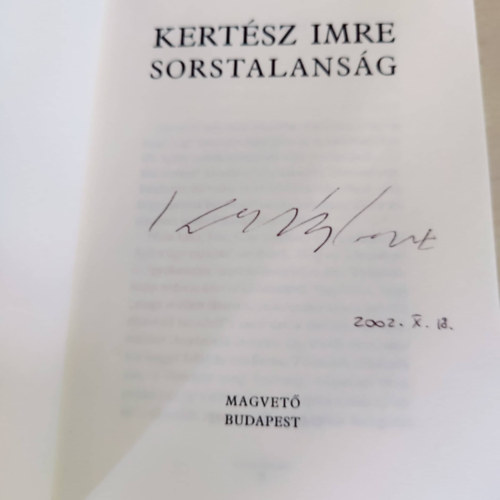 KERTÉSZ IMRE
SORSTALANSÁG
2002. X. 18.
MAGVETŐ
BUDAPEST